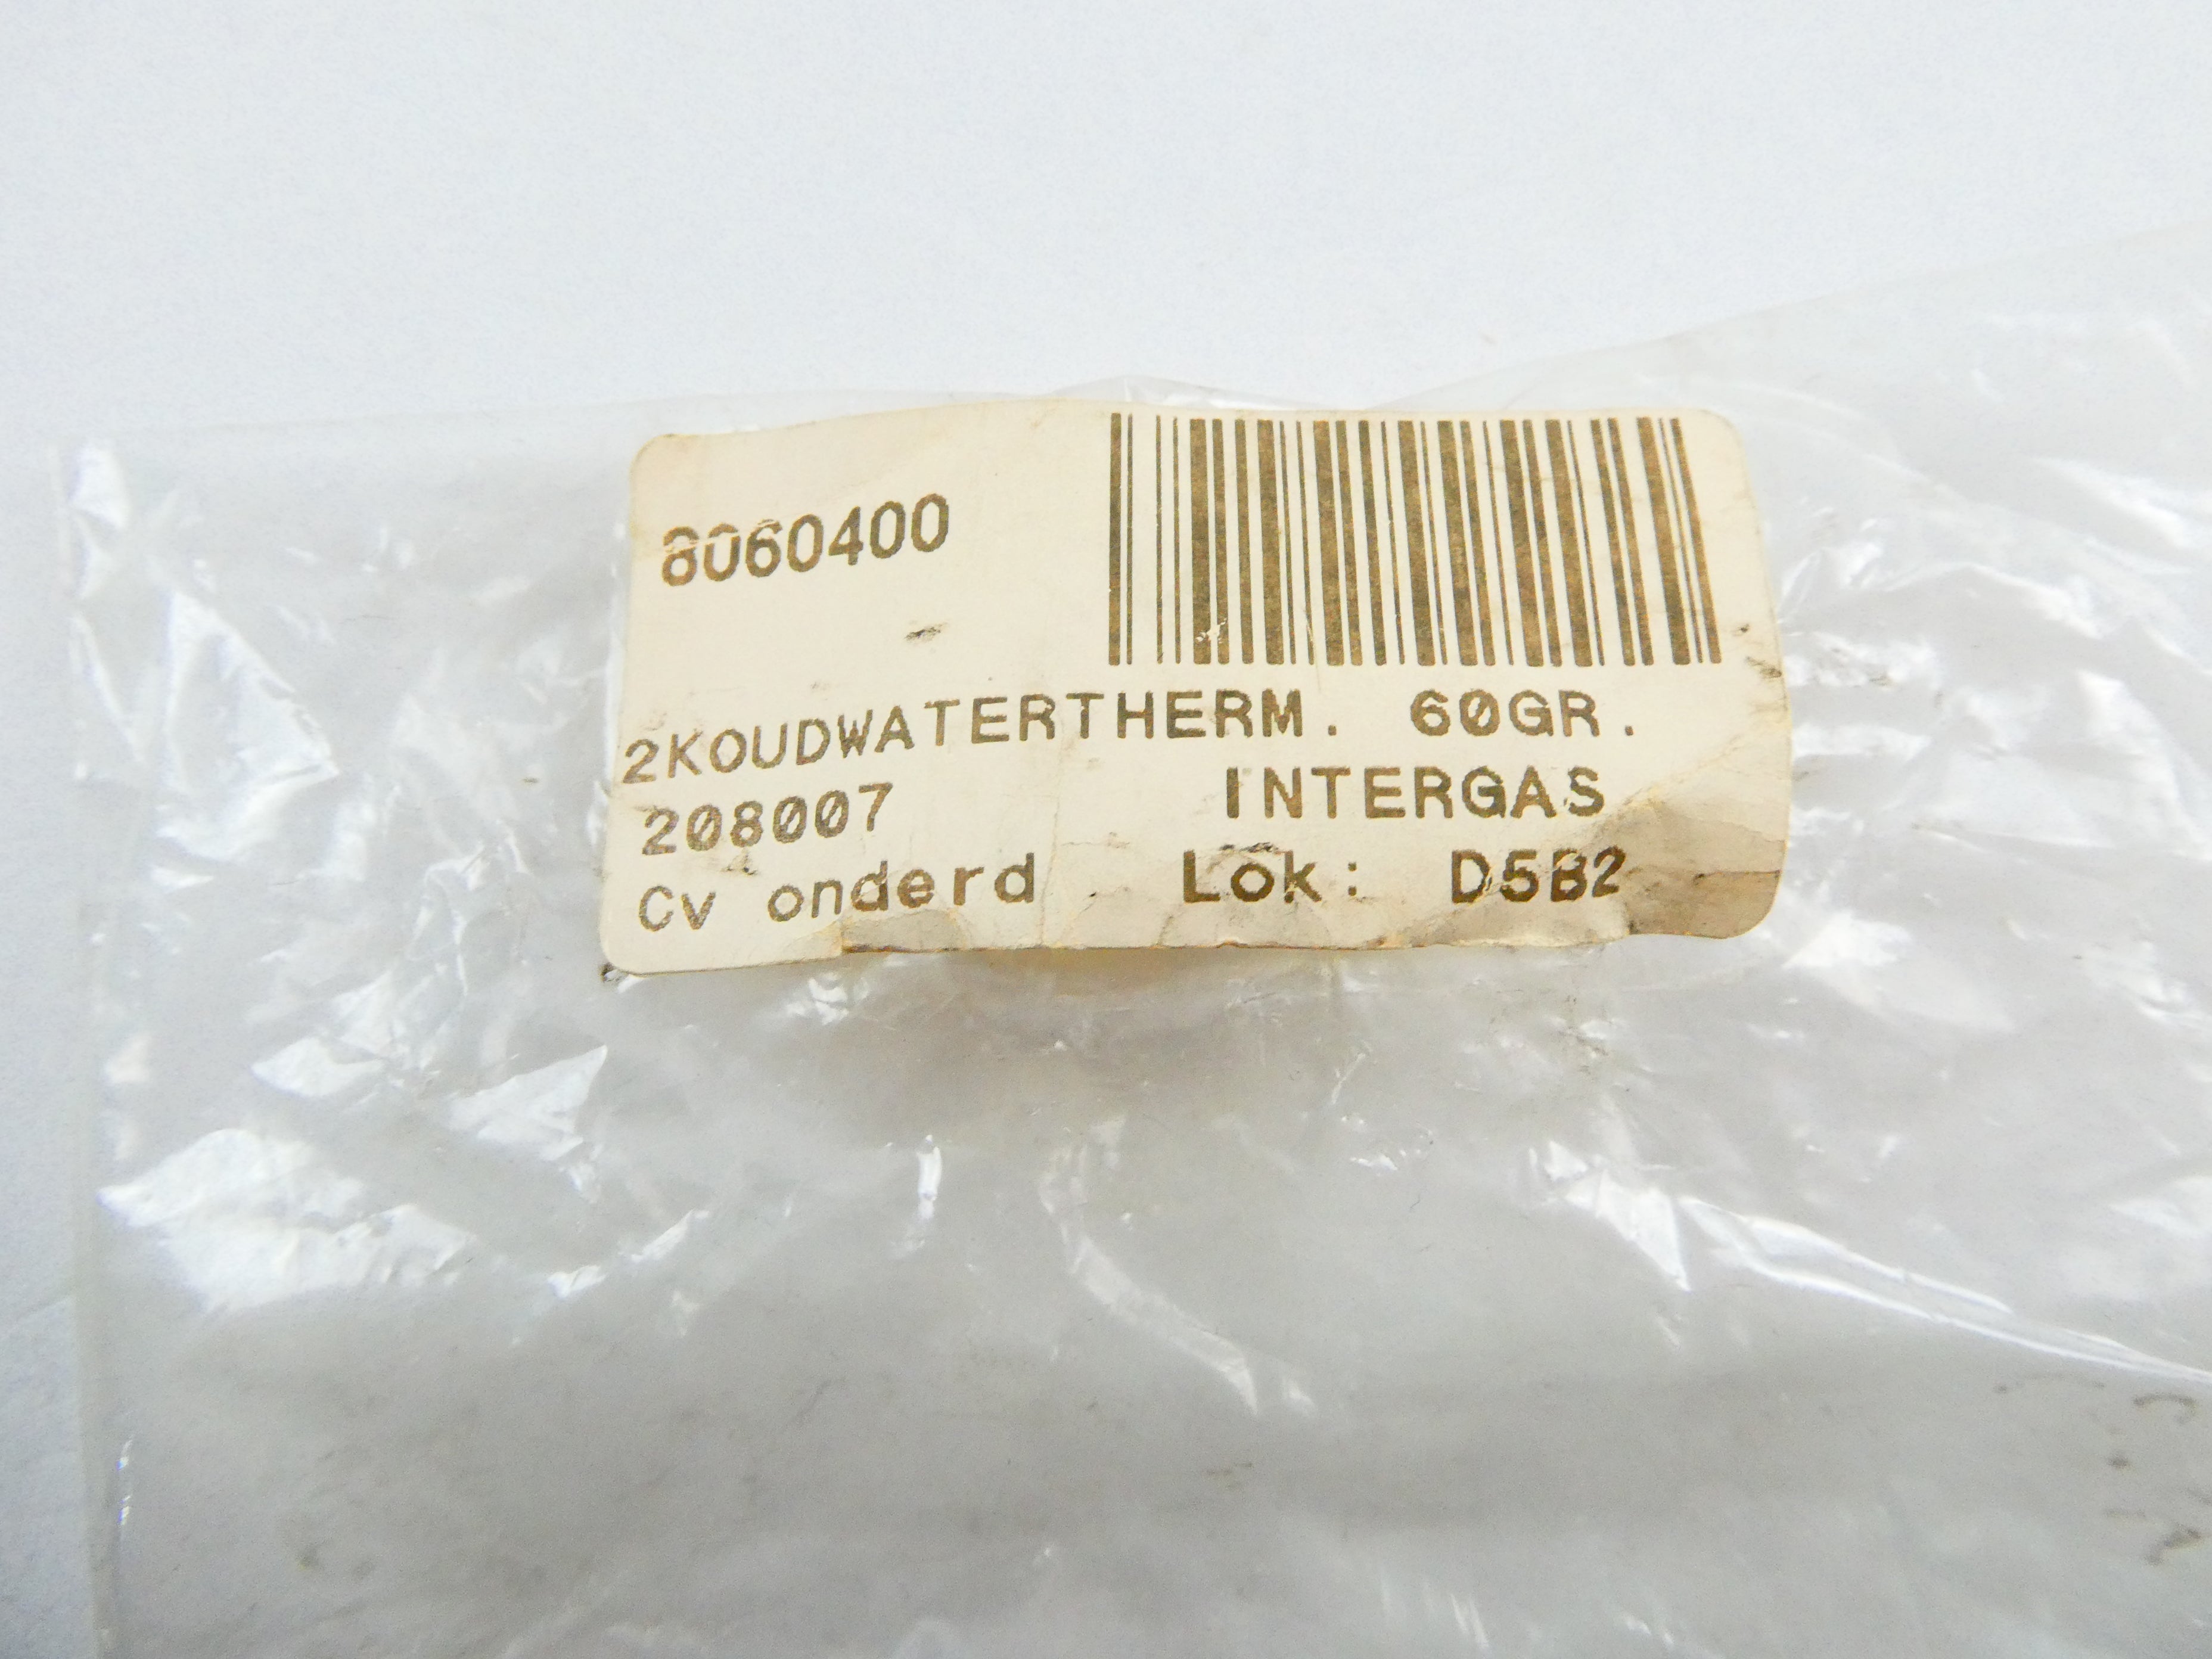 8060400
2KOUDWATERTHERM. 60GR.
208007 INTERGAS
Cv onderd Lok: D5B2